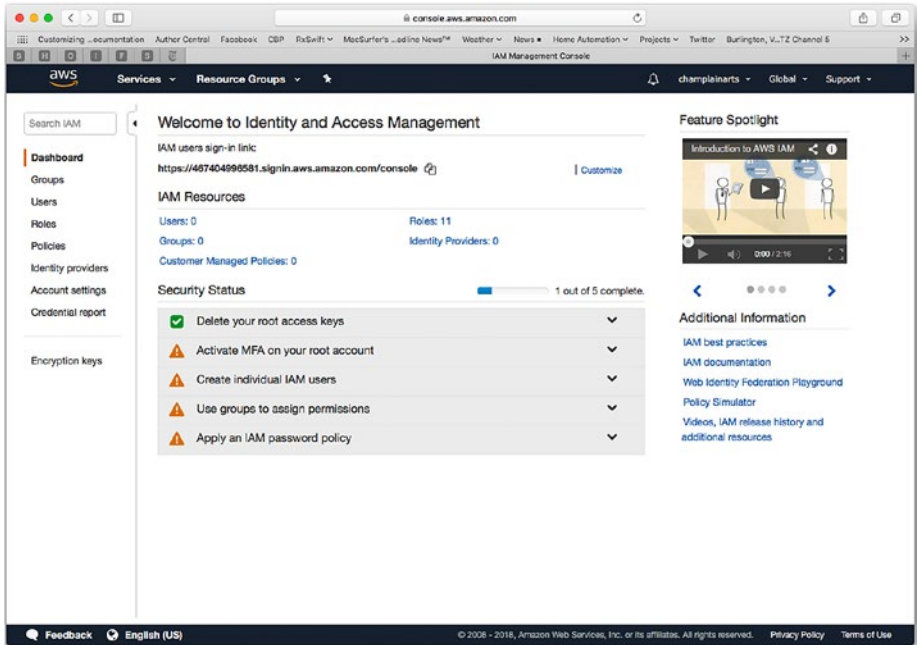 console.aws.amazon.com
Customizing ...ocumentation Author Central Facebook CBP RxSwift MacSurfer's ...adline News™ Weather News Home Automation Projects Twitter Burlington, V...TZ Channel 5 >>
S H O I F S
IAM Management Console
aws Services Resource Groups champlainarts Global Support
Search IAM
Dashboard
Groups
Users
Roles
Policies
Identity providers
Account settings
Credential report
Encryption keys
Welcome to Identity and Access Management
IAM users sign-in link:
https://467404996581.signin.aws.amazon.com/console Customize
IAM Resources
Users: 0 Roles: 11
Groups: 0 Identity Providers: 0
Customer Managed Policies: 0
Security Status 1 out of 5 complete.
Delete your root access keys
Activate MFA on your root account
Create individual IAM users
Use groups to assign permissions
Apply an IAM password policy
Feature Spotlight
Introduction to AWS IAM
0:00 / 2:16
Additional Information
IAM best practices
IAM documentation
Web Identity Federation Playground
Policy Simulator
Videos, IAM release history and
additional resources
Feedback English (US) © 2008 - 2018, Amazon Web Services, Inc. or its affiliates. All rights reserved. Privacy Policy Terms of Use